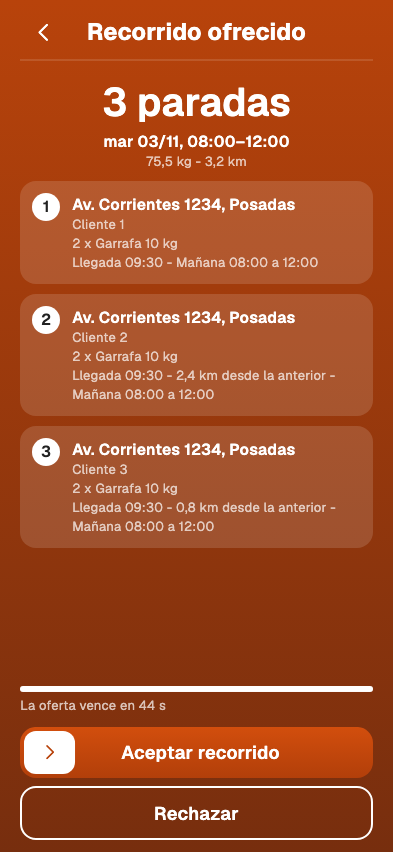 Recorrido ofrecido
3 paradas
mar 03/11, 08:00–12:00
75,5 kg - 3,2 km
1
Av. Corrientes 1234, Posadas
Cliente 1
2 x Garrafa 10 kg
Llegada 09:30 - Mañana 08:00 a 12:00
2
Av. Corrientes 1234, Posadas
Cliente 2
2 x Garrafa 10 kg
Llegada 09:30 - 2,4 km desde la anterior -
Mañana 08:00 a 12:00
3
Av. Corrientes 1234, Posadas
Cliente 3
2 x Garrafa 10 kg
Llegada 09:30 - 0,8 km desde la anterior -
Mañana 08:00 a 12:00
La oferta vence en 44 s
Aceptar recorrido
Rechazar